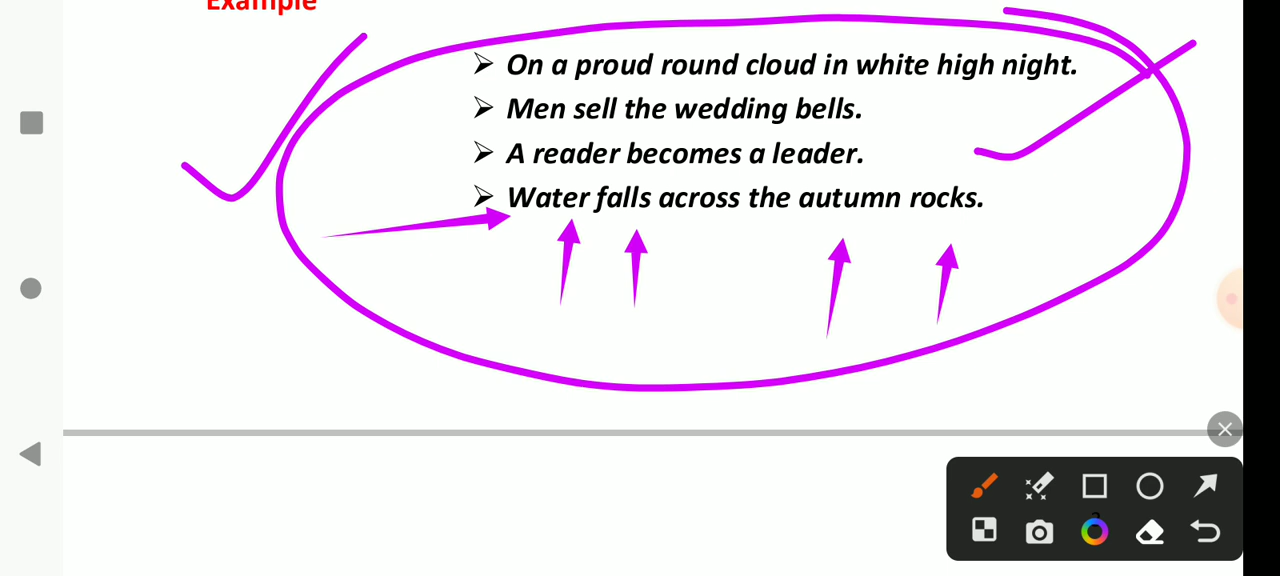 Example
➢ On a proud round cloud in white high night.
➢ Men sell the wedding bells.
➢ A reader becomes a leader.
➢ Water falls across the autumn rocks.